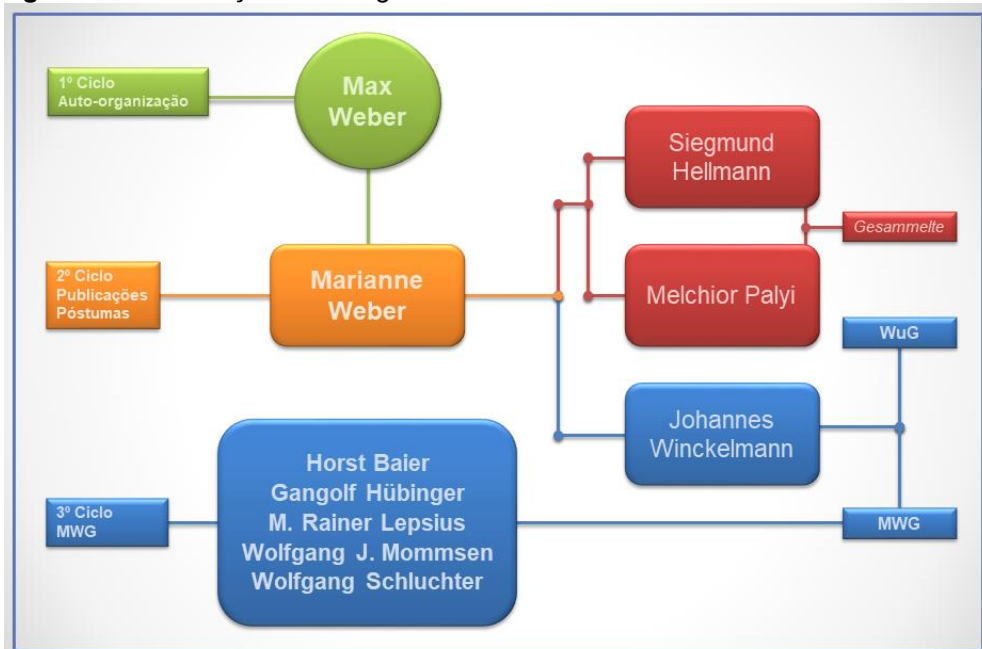 1º Ciclo
Auto-organização
Max
Weber
Siegmund
Hellmann
Gesammelte
2º Ciclo
Publicações
Póstumas
Marianne
Weber
Melchior Palyi
WuG
Johannes
Winckelmann
3º Ciclo
MWG
Horst Baier
Gangolf Hübinger
M. Rainer Lepsius
Wolfgang J. Mommsen
Wolfgang Schluchter
MWG